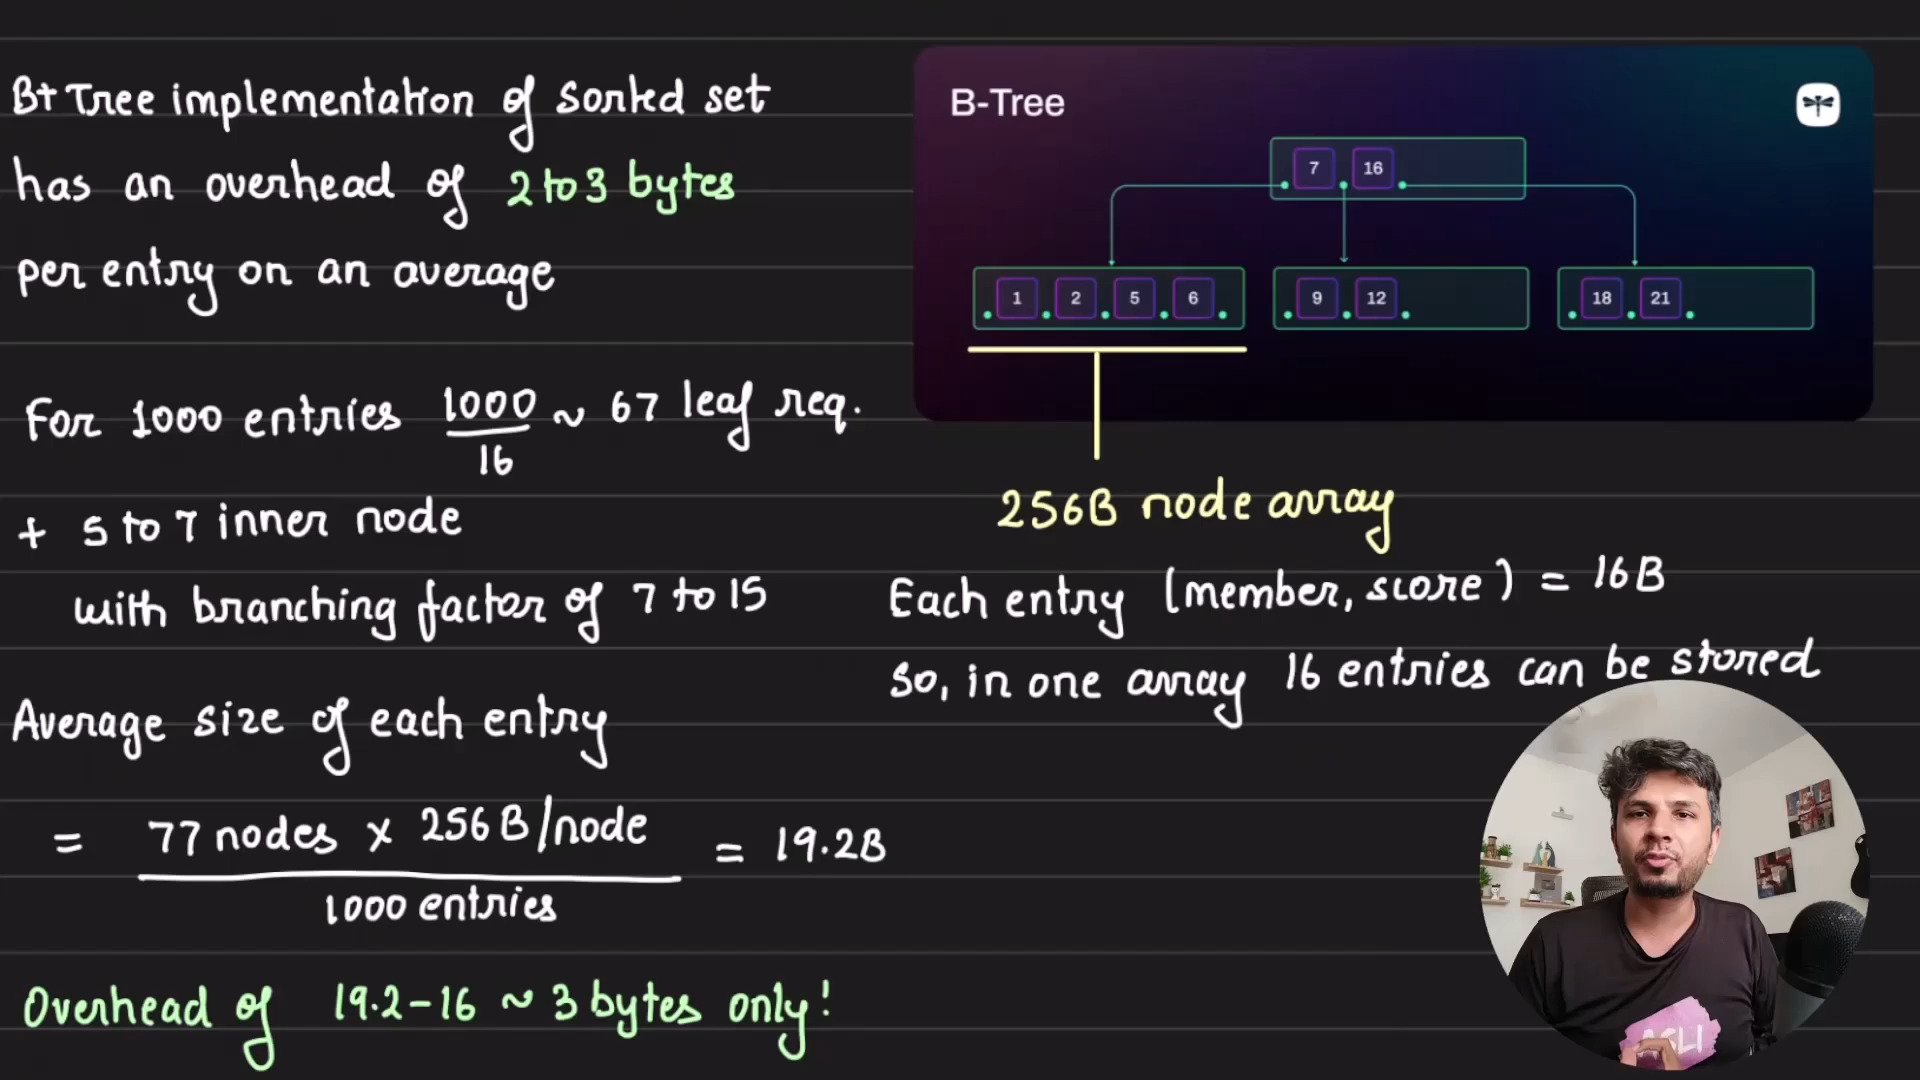 B+ Tree implementation of sorted set
has an overhead of 2 to 3 bytes
per entry on an average
For 1000 entries 1000/16 ~ 67 leaf req.
+ 5 to 7 inner node
with branching factor of 7 to 15
Average size of each entry
= 77 nodes x 256 B/node / 1000 entries = 19.2B
Overhead of 19.2-16 ~ 3 bytes only!
B-Tree
7 16
1 2 5 6 9 12 18 21
256B node array
Each entry (member, score) = 16B
So, in one array 16 entries can be stored